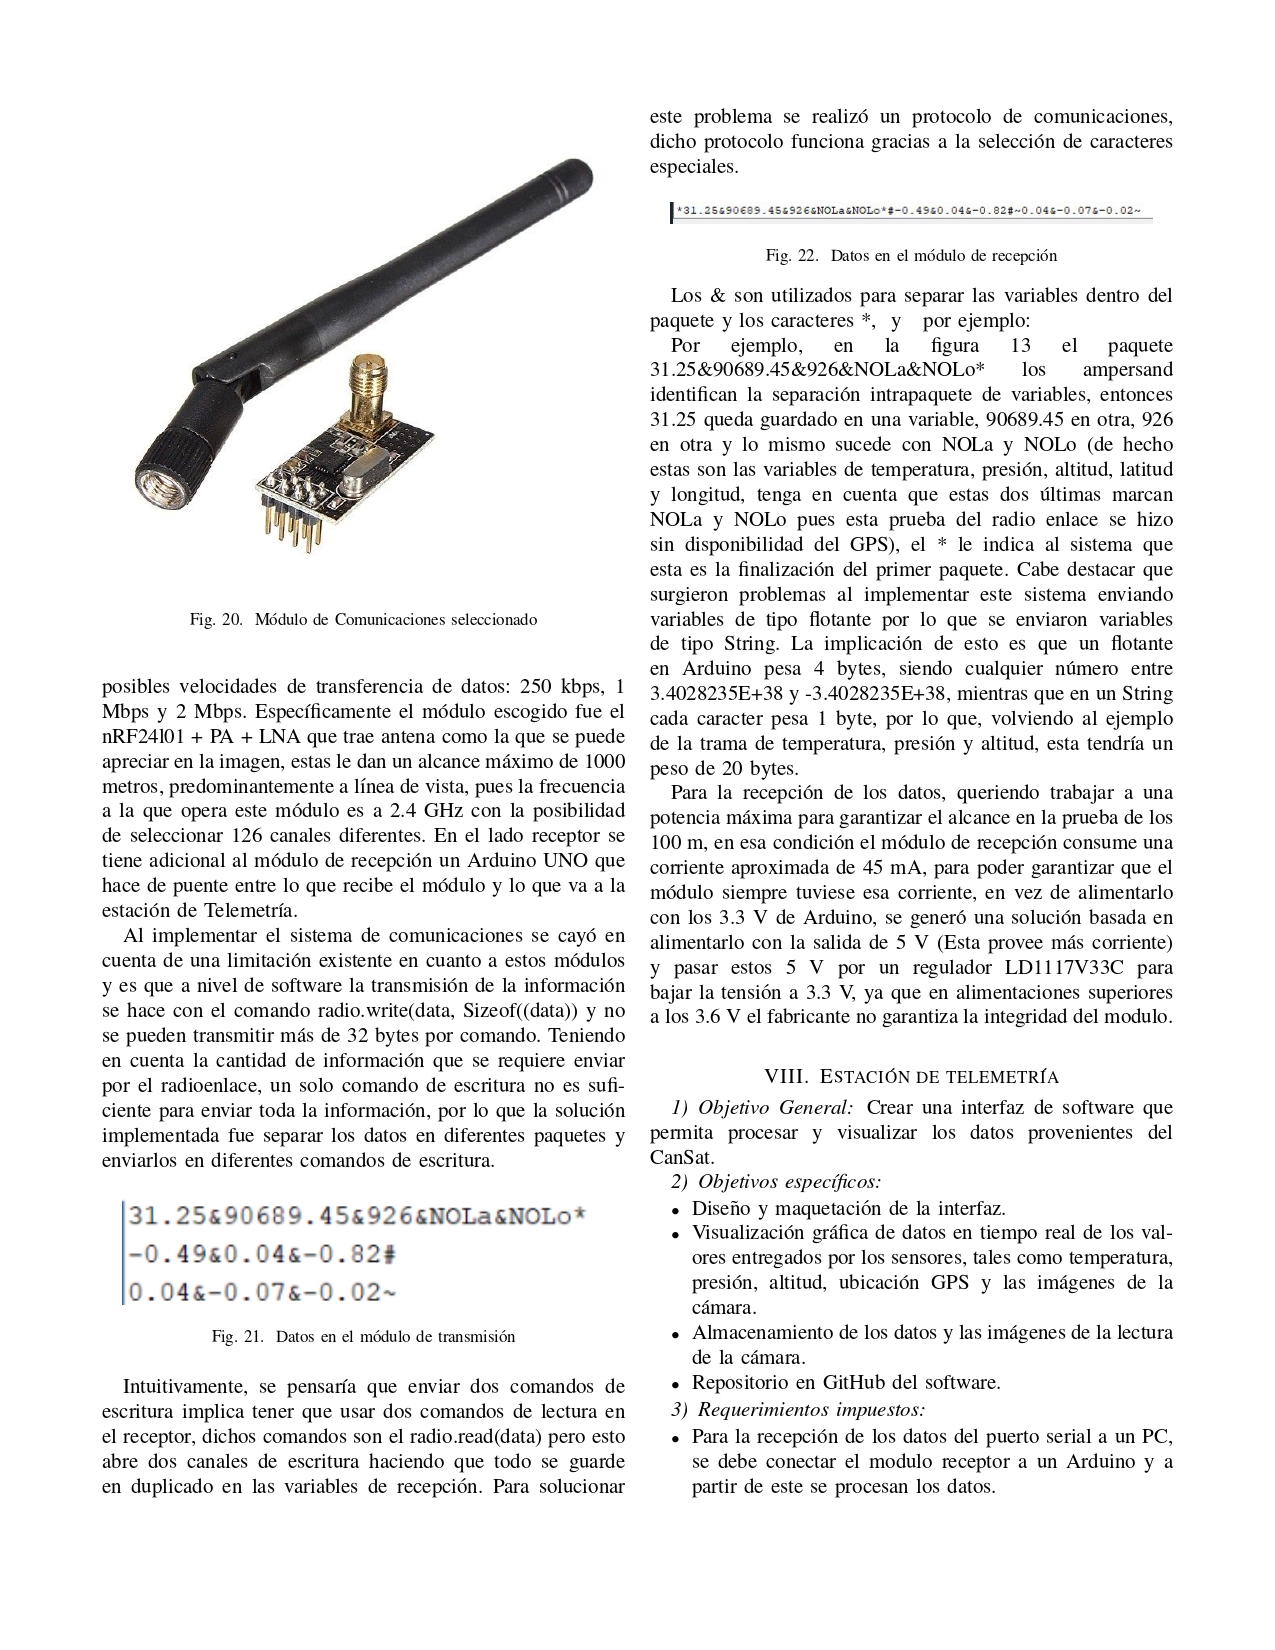 Fig. 20. Módulo de Comunicaciones seleccionado
posibles velocidades de transferencia de datos: 250 kbps, 1
Mbps y 2 Mbps. Específicamente el módulo escogido fue el
nRF24l01 + PA + LNA que trae antena como la que se puede
apreciar en la imagen, estas le dan un alcance máximo de 1000
metros, predominantemente a línea de vista, pues la frecuencia
a la que opera este módulo es a 2.4 GHz con la posibilidad
de seleccionar 126 canales diferentes. En el lado receptor se
tiene adicional al módulo de recepción un Arduino UNO que
hace de puente entre lo que recibe el módulo y lo que va a la
estación de Telemetría.
Al implementar el sistema de comunicaciones se cayó en
cuenta de una limitación existente en cuanto a estos módulos
y es que a nivel de software la transmisión de la información
se hace con el comando radio.write(data, Sizeof((data)) y no
se pueden transmitir más de 32 bytes por comando. Teniendo
en cuenta la cantidad de información que se requiere enviar
por el radioenlace, un solo comando de escritura no es sufi-
ciente para enviar toda la información, por lo que la solución
implementada fue separar los datos en diferentes paquetes y
enviarlos en diferentes comandos de escritura.
31.25&90689.45&926&NOLa&NOLo*
-0.49&0.04&-0.82#
0.04&-0.07&-0.02~
Fig. 21. Datos en el módulo de transmisión
Intuitivamente, se pensaría que enviar dos comandos de
escritura implica tener que usar dos comandos de lectura en
el receptor, dichos comandos son el radio.read(data) pero esto
abre dos canales de escritura haciendo que todo se guarde
en duplicado en las variables de recepción. Para solucionar
este problema se realizó un protocolo de comunicaciones,
dicho protocolo funciona gracias a la selección de caracteres
especiales.
*31.25&90689.45&926&NOLa&NOLo*#-0.49&0.04&-0.82#~0.04&-0.07&-0.02~
Fig. 22. Datos en el módulo de recepción
Los & son utilizados para separar las variables dentro del
paquete y los caracteres *, y por ejemplo:
Por ejemplo, en la figura 13 el paquete
31.25&90689.45&926&NOLa&NOLo* los ampersand
identifican la separación intrapaquete de variables, entonces
31.25 queda guardado en una variable, 90689.45 en otra, 926
en otra y lo mismo sucede con NOLa y NOLo (de hecho
estas son las variables de temperatura, presión, altitud, latitud
y longitud, tenga en cuenta que estas dos últimas marcan
NOLa y NOLo pues esta prueba del radio enlace se hizo
sin disponibilidad del GPS), el * le indica al sistema que
esta es la finalización del primer paquete. Cabe destacar que
surgieron problemas al implementar este sistema enviando
variables de tipo flotante por lo que se enviaron variables
de tipo String. La implicación de esto es que un flotante
en Arduino pesa 4 bytes, siendo cualquier número entre
3.4028235E+38 y -3.4028235E+38, mientras que en un String
cada caracter pesa 1 byte, por lo que, volviendo al ejemplo
de la trama de temperatura, presión y altitud, esta tendría un
peso de 20 bytes.
Para la recepción de los datos, queriendo trabajar a una
potencia máxima para garantizar el alcance en la prueba de los
100 m, en esa condición el módulo de recepción consume una
corriente aproximada de 45 mA, para poder garantizar que el
módulo siempre tuviese esa corriente, en vez de alimentarlo
con los 3.3 V de Arduino, se generó una solución basada en
alimentarlo con la salida de 5 V (Esta provee más corriente)
y pasar estos 5 V por un regulador LD1117V33C para
bajar la tensión a 3.3 V, ya que en alimentaciones superiores
a los 3.6 V el fabricante no garantiza la integridad del modulo.
VIII. ESTACIÓN DE TELEMETRÍA
1) Objetivo General: Crear una interfaz de software que
permita procesar y visualizar los datos provenientes del
CanSat.
2) Objetivos específicos:
• Diseño y maquetación de la interfaz.
• Visualización gráfica de datos en tiempo real de los val-
ores entregados por los sensores, tales como temperatura,
presión, altitud, ubicación GPS y las imágenes de la
cámara.
• Almacenamiento de los datos y las imágenes de la lectura
de la cámara.
• Repositorio en GitHub del software.
3) Requerimientos impuestos:
• Para la recepción de los datos del puerto serial a un PC,
se debe conectar el modulo receptor a un Arduino y a
partir de este se procesan los datos.